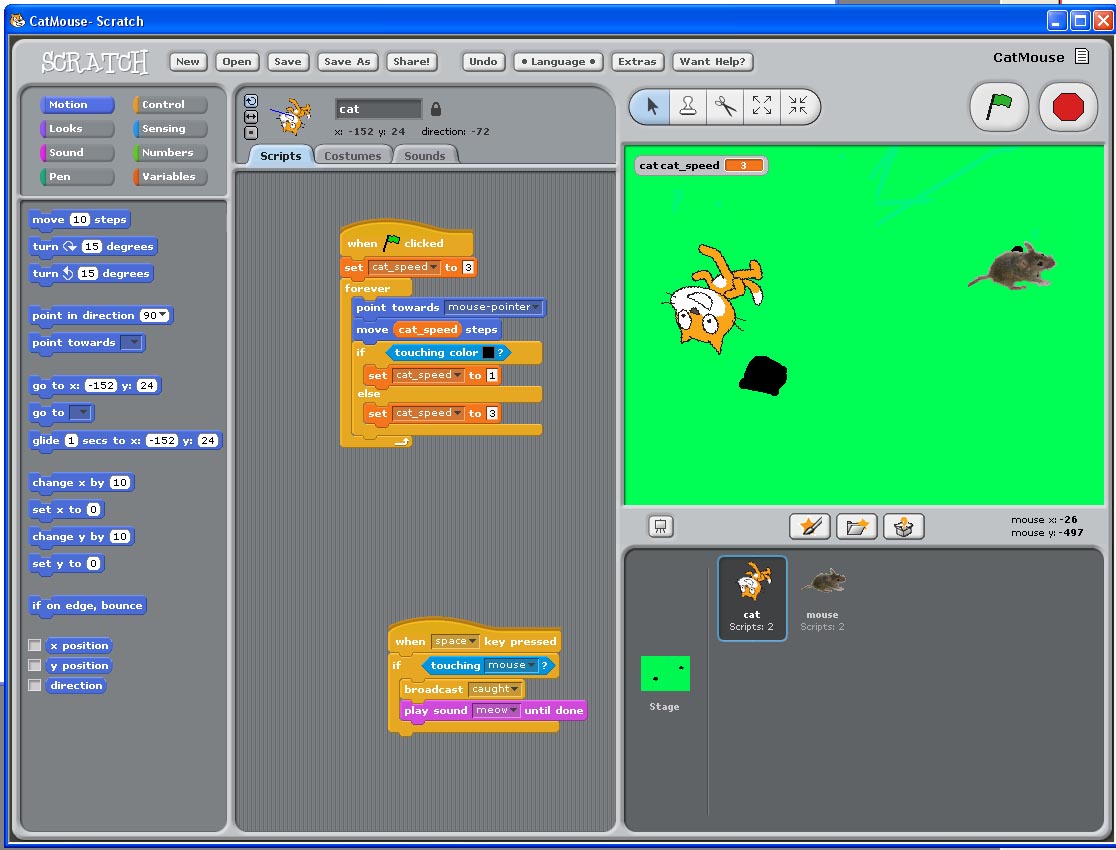 CatMouse- Scratch
SCRATCH
New Open Save Save As Share! Undo • Language • Extras Want Help?
CatMouse
Motion Control
Looks Sensing
Sound Numbers
Pen Variables
move 10 steps
turn 15 degrees
turn 15 degrees
point in direction 90
point towards
go to x: -152 y: 24
go to
glide 1 secs to x: -152 y: 24
change x by 10
set x to 0
change y by 10
set y to 0
if on edge, bounce
x position
y position
direction
cat
x: -152 y: 24 direction: -72
Scripts Costumes Sounds
when clicked
set cat_speed to 3
forever
point towards mouse-pointer
move cat_speed steps
if touching color ?
set cat_speed to 1
else
set cat_speed to 3
when space key pressed
if touching mouse ?
broadcast caught
play sound meow until done
cat cat_speed 3
mouse x: -26
mouse y: -497
cat
Scripts: 2
mouse
Scripts: 2
Stage